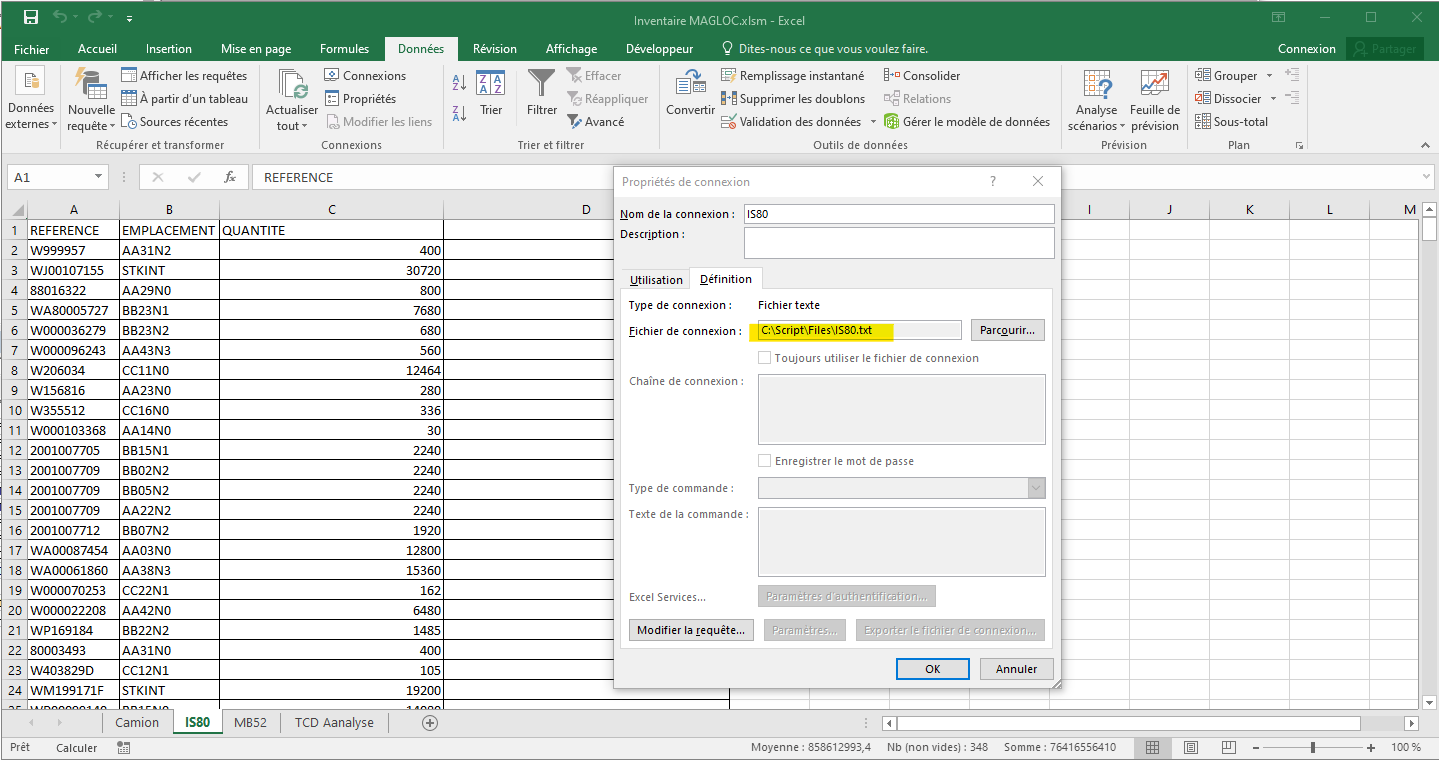 Inventaire MAGLOC.xlsm - Excel
Fichier Accueil Insertion Mise en page Formules Données Révision Affichage Développeur Dites-nous ce que vous voulez faire. Connexion Partager
Données externes
Nouvelle requête
Afficher les requêtes
À partir d'un tableau
Sources récentes
Récupérer et transformer
Actualiser tout
Connexions
Propriétés
Modifier les liens
Connexions
Trier
Filtrer
Effacer
Réappliquer
Avancé
Trier et filtrer
Convertir
Remplissage instantané
Supprimer les doublons
Validation des données
Consolider
Relations
Gérer le modèle de données
Outils de données
Analyse scénarios
Feuille de prévision
Prévision
Grouper
Dissocier
Sous-total
Plan
A1 fx REFERENCE
A B C D I J K L M
1 REFERENCE EMPLACEMENT QUANTITE
2 W999957 AA31N2 400
3 WJ00107155 STKINT 30720
4 88016322 AA29N0 800
5 WA80005727 BB23N1 7680
6 W000036279 BB23N2 680
7 W000096243 AA43N3 560
8 W206034 CC11N0 12464
9 W156816 AA23N0 280
10 W355512 CC16N0 336
11 W000103368 AA14N0 30
12 2001007705 BB15N1 2240
13 2001007709 BB02N2 2240
14 2001007709 BB05N2 2240
15 2001007709 AA22N2 2240
16 2001007712 BB07N2 1920
17 WA00087454 AA03N0 12800
18 WA00061860 AA38N3 15360
19 W000070253 CC22N1 162
20 W000022208 AA42N0 6480
21 WP169184 BB22N2 1485
22 80003493 AA31N0 400
23 W403829D CC12N1 105
24 WM199171F STKINT 19200
Propriétés de connexion ?
Nom de la connexion : IS80
Description :
Utilisation Définition
Type de connexion : Fichier texte
Fichier de connexion : C:\Script\Files\IS80.txt Parcourir...
Toujours utiliser le fichier de connexion
Chaîne de connexion :
Enregistrer le mot de passe
Type de commande :
Texte de la commande :
Excel Services... Paramètres d'authentification...
Modifier la requête... Paramètres... Exporter le fichier de connexion...
OK Annuler
Camion IS80 MB52 TCD Aanalyse
Prêt Calculer Moyenne : 858612993,4 Nb (non vides) : 348 Somme : 76416556410 100 %